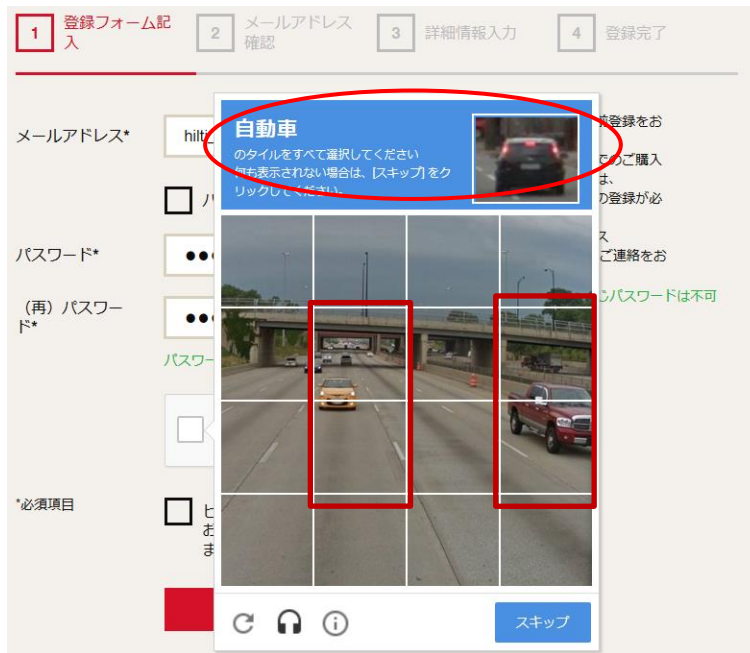 1 登録フォーム記
入
2 メールアドレス
確認
3 詳細情報入力
4 登録完了
メールアドレス*
hilti_
自動車
のタイルをすべて選択してください
何も表示されない場合は、[スキップ] をク
リックしてください。
登録をお
でのご購入
は、
の登録が必
ス
ご連絡をお
じパスワードは不可
パ
パスワード*
(再)パスワー
ド*
パスワー
*必須項目
ヒ
お
ま
スキップ